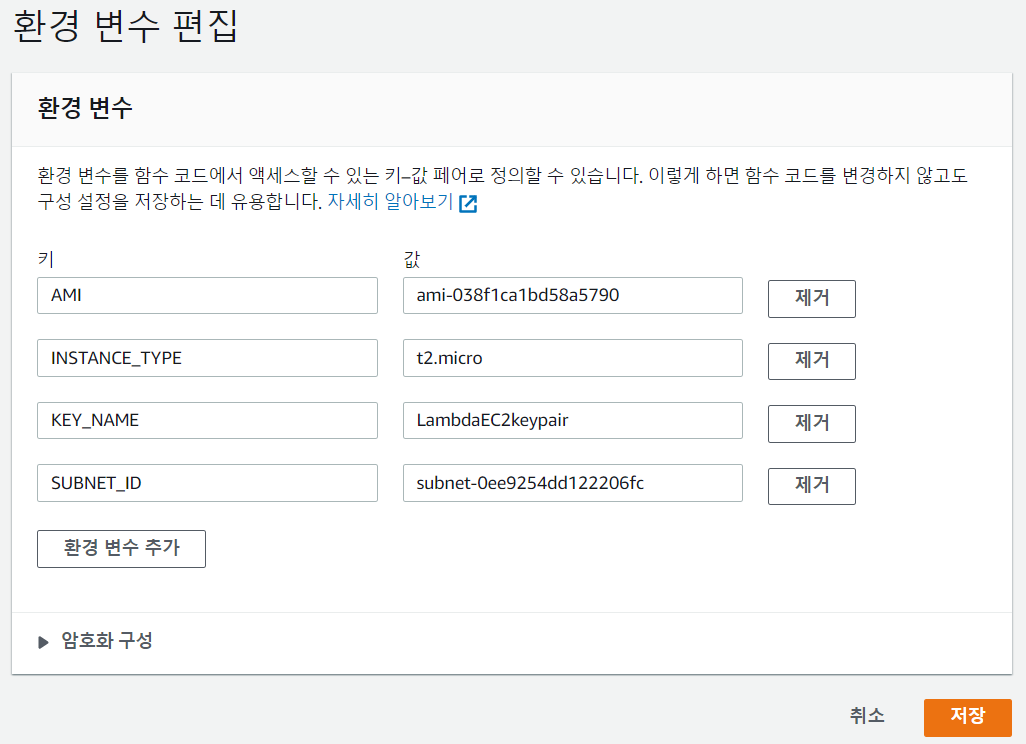 환경 변수 편집
환경 변수
환경 변수를 함수 코드에서 액세스할 수 있는 키–값 페어로 정의할 수 있습니다. 이렇게 하면 함수 코드를 변경하지 않고도
구성 설정을 저장하는 데 유용합니다. 자세히 알아보기
키 값
AMI ami-038f1ca1bd58a5790 제거
INSTANCE_TYPE t2.micro 제거
KEY_NAME LambdaEC2keypair 제거
SUBNET_ID subnet-0ee9254dd122206fc 제거
환경 변수 추가
암호화 구성
취소 저장